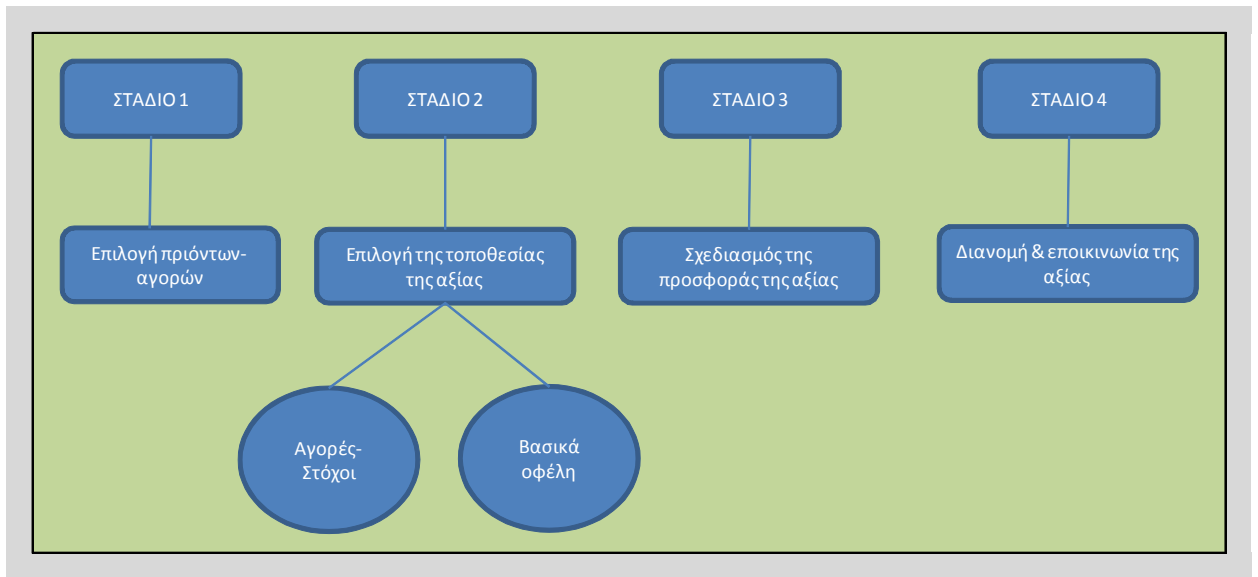 ΣΤΑΔΙΟ 1
ΣΤΑΔΙΟ 2
ΣΤΑΔΙΟ 3
ΣΤΑΔΙΟ 4
Επιλογή πριόντων-
αγορών
Επιλογή της τοποθεσίας
της αξίας
Σχεδιασμός της
προσφοράς της αξίας
Διανομή & εποικινωνία της
αξίας
Αγορές-
Στόχοι
Βασικά
οφέλη